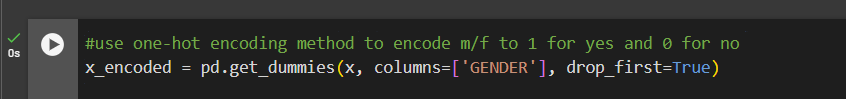 #use one-hot encoding method to encode m/f to 1 for yes and 0 for no
0s
x_encoded = pd.get_dummies(x, columns=['GENDER'], drop_first=True)